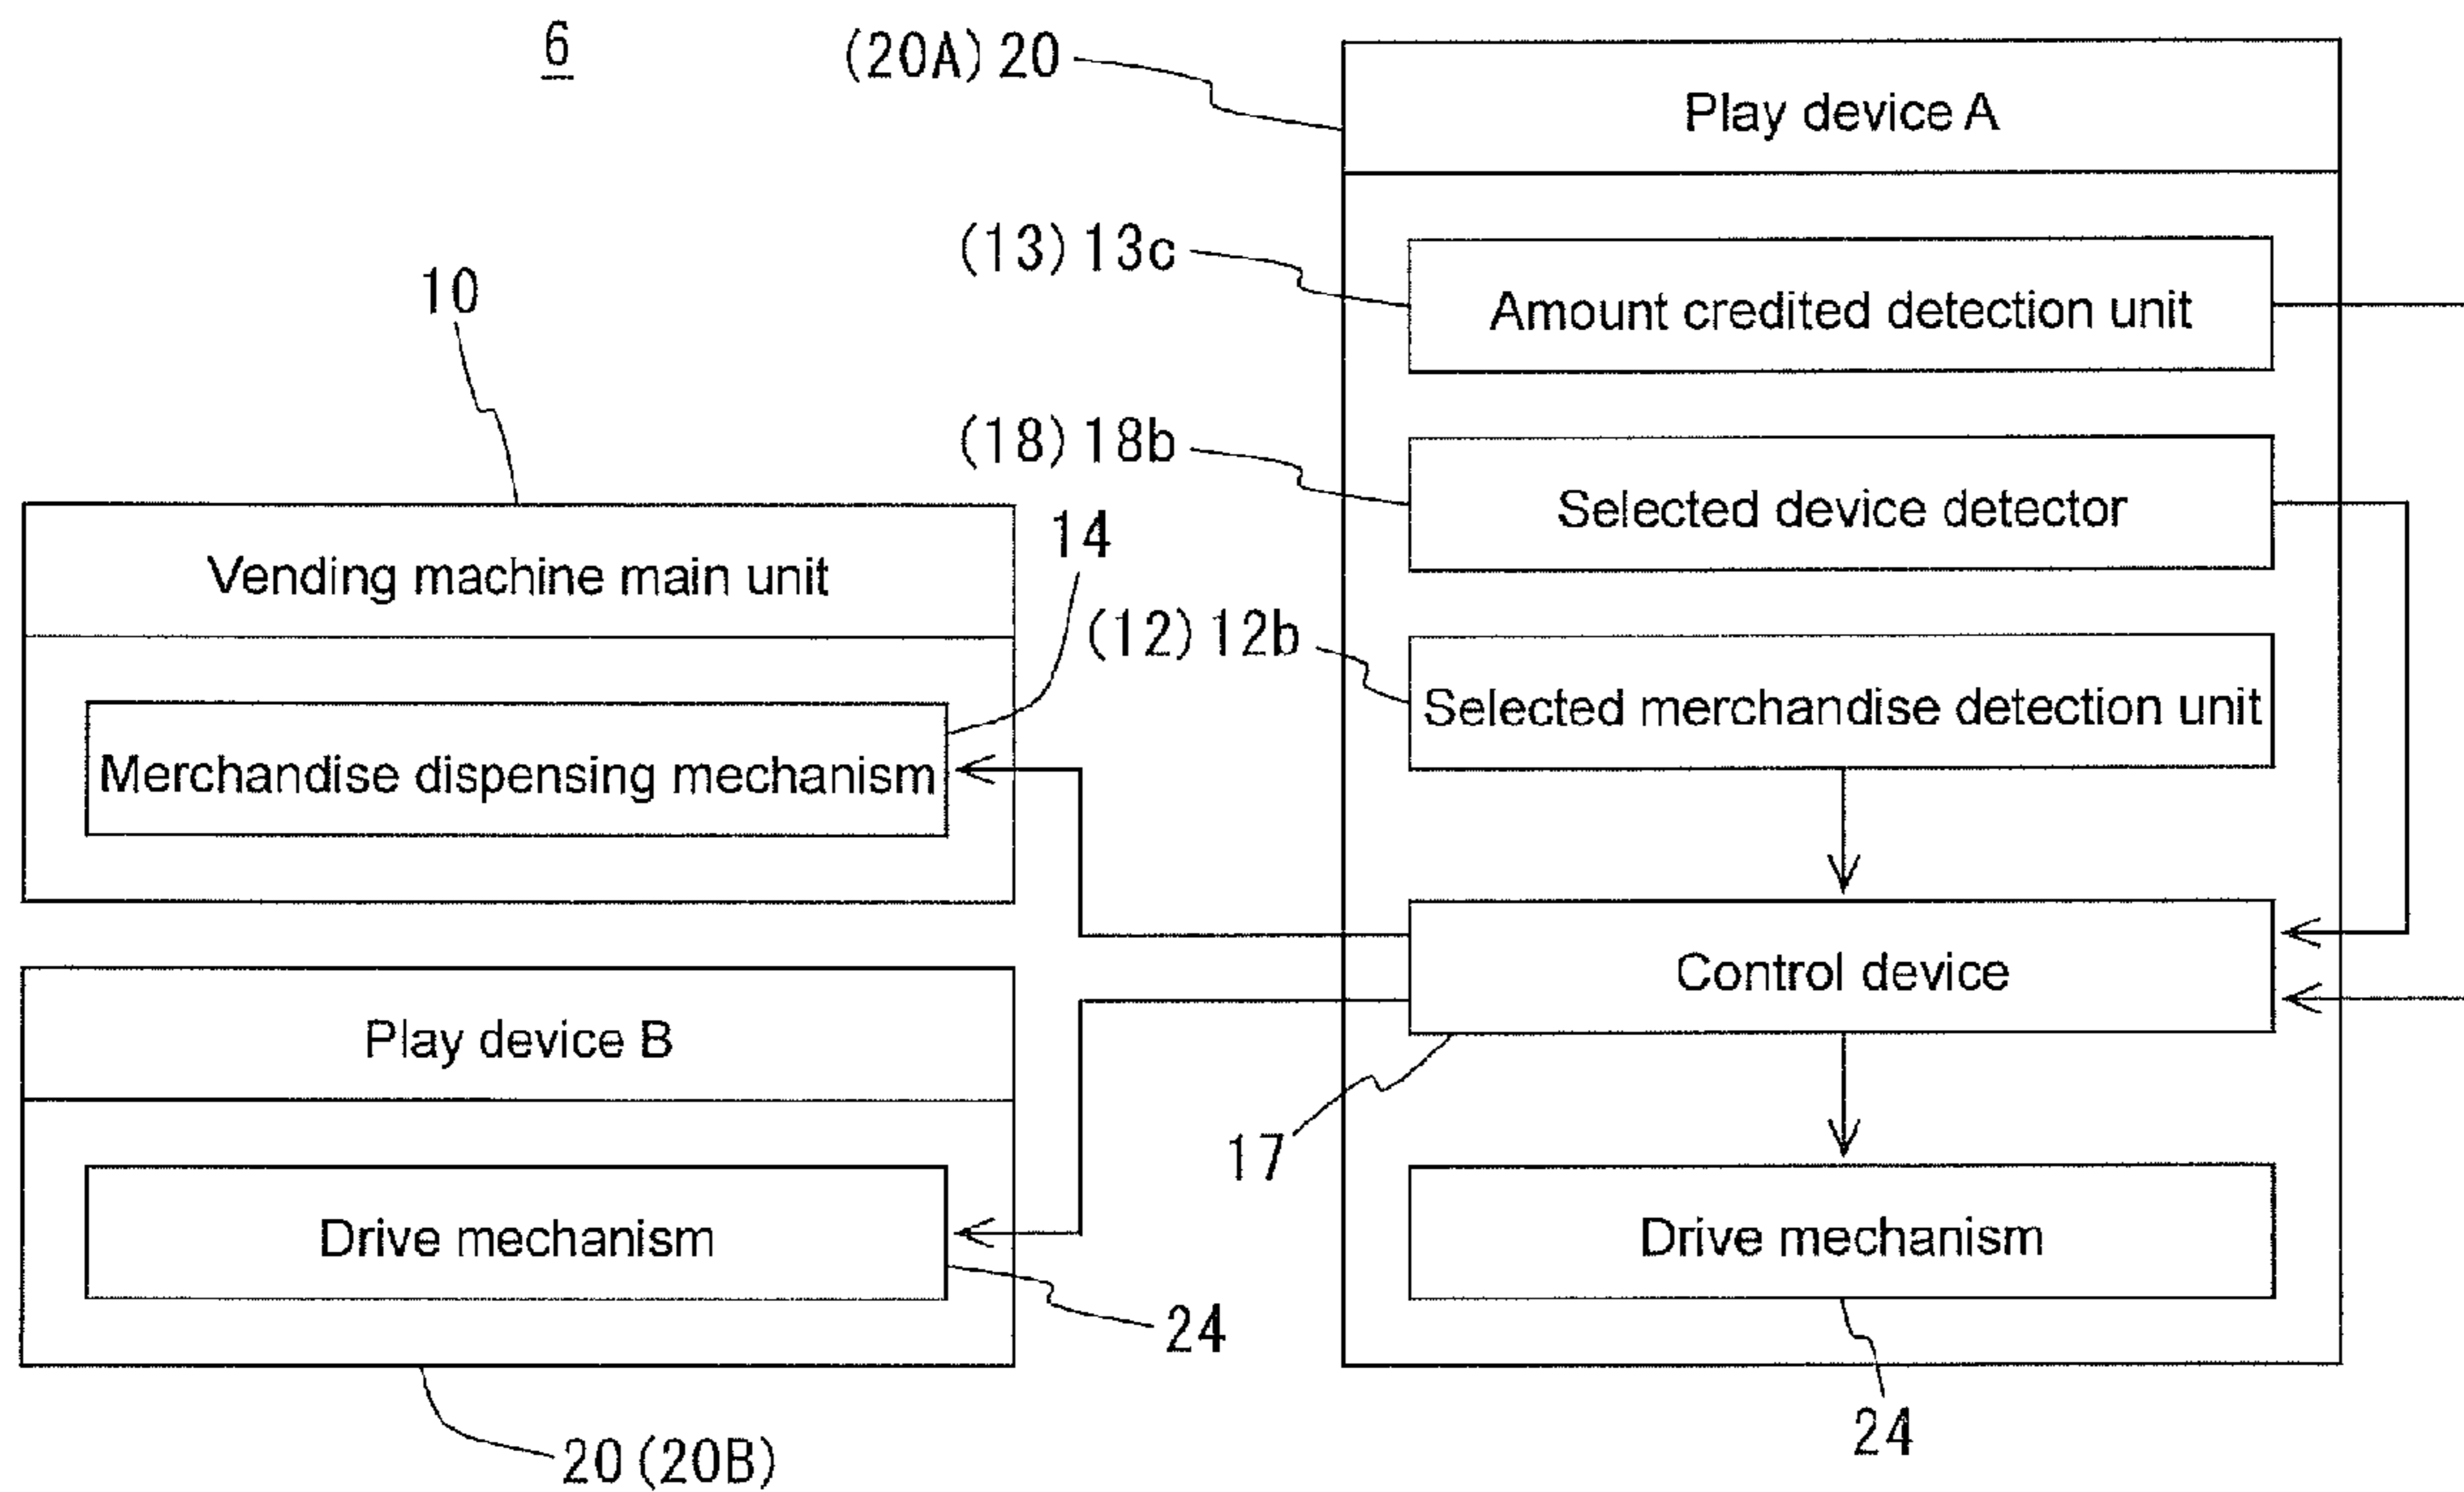 6
(20A) 20
Play device A
(13) 13c
Amount credited detection unit
10
(18) 18b
Selected device detector
Vending machine main unit
14
(12) 12b
Selected merchandise detection unit
Merchandise dispensing mechanism
Control device
Play device B
17
Drive mechanism
Drive mechanism
24
24
20 (20B)